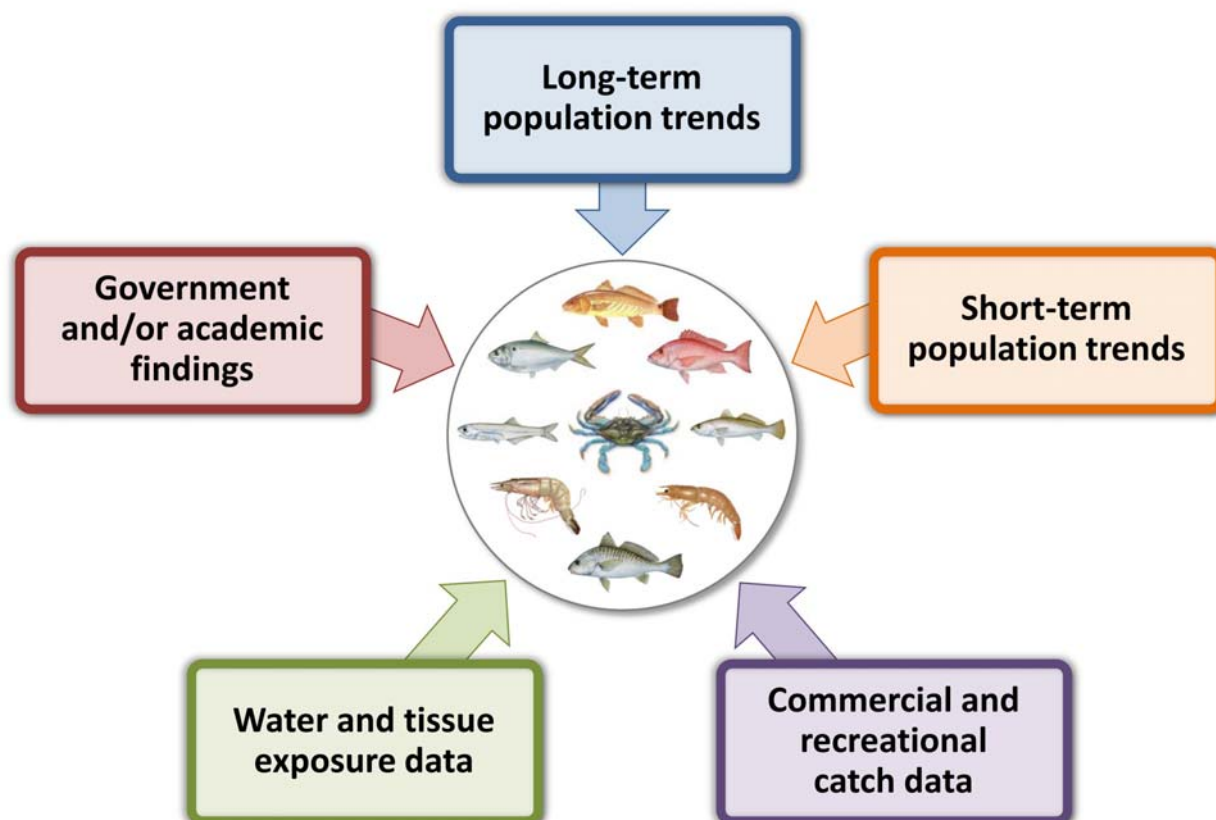 Long-term
population trends
Government
and/or academic
findings
Short-term
population trends
Water and tissue
exposure data
Commercial and
recreational
catch data